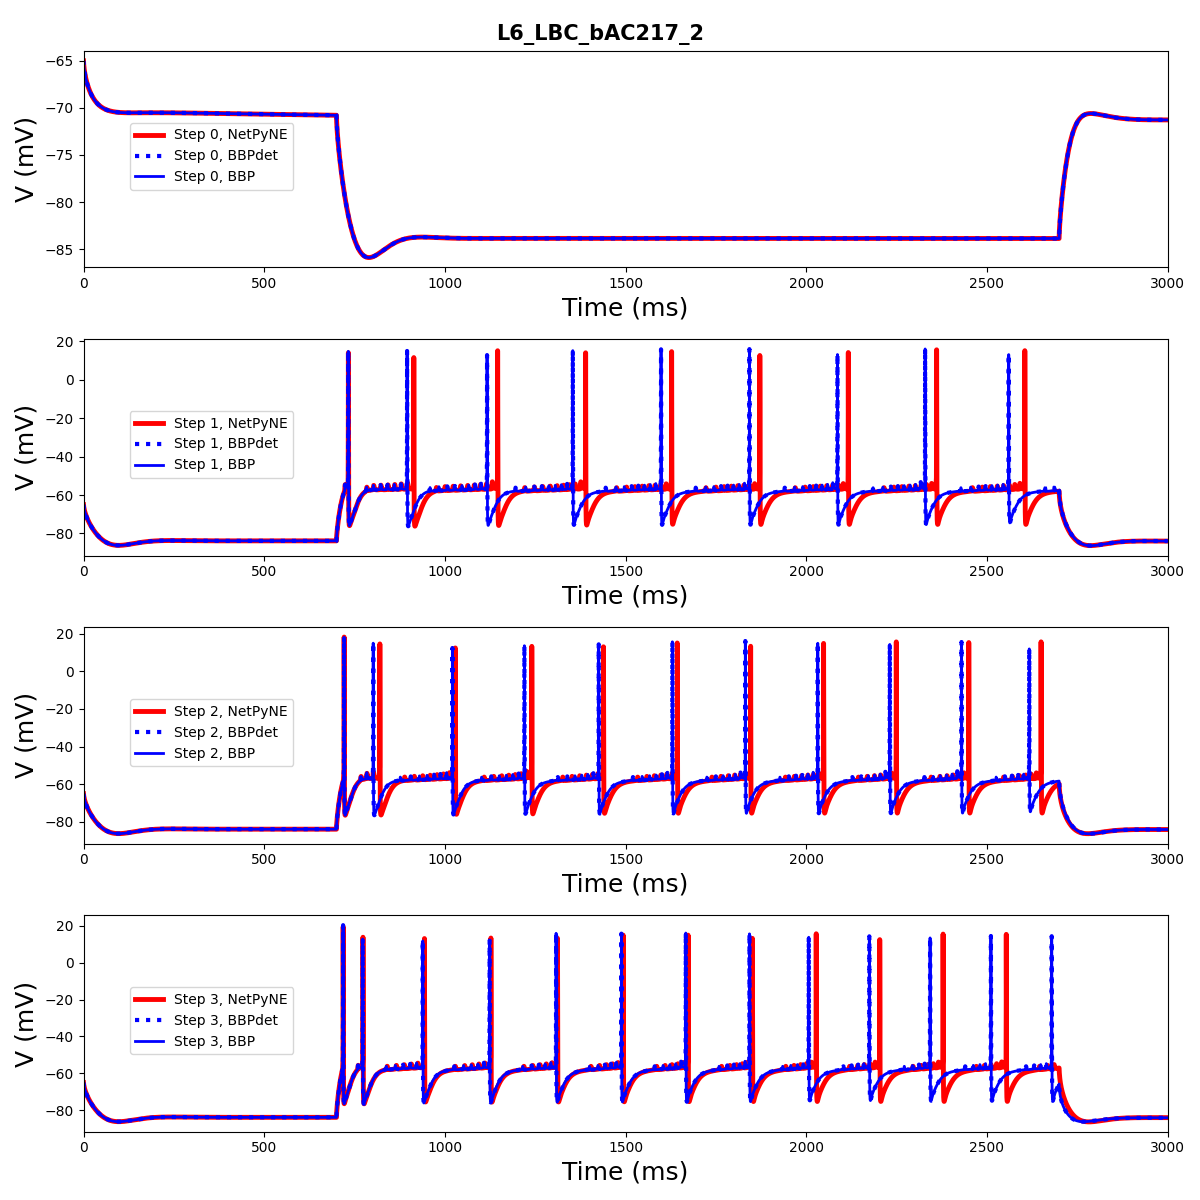 L6_LBC_bAC217_2
−65
−70
−75
−80
−85
V (mV)
Step 0, NetPyNE
Step 0, BBPdet
Step 0, BBP
0 500 1000 1500 2000 2500 3000
Time (ms)
20
0
−20
−40
−60
−80
V (mV)
Step 1, NetPyNE
Step 1, BBPdet
Step 1, BBP
0 500 1000 1500 2000 2500 3000
Time (ms)
20
0
−20
−40
−60
−80
V (mV)
Step 2, NetPyNE
Step 2, BBPdet
Step 2, BBP
0 500 1000 1500 2000 2500 3000
Time (ms)
20
0
−20
−40
−60
−80
V (mV)
Step 3, NetPyNE
Step 3, BBPdet
Step 3, BBP
0 500 1000 1500 2000 2500 3000
Time (ms)